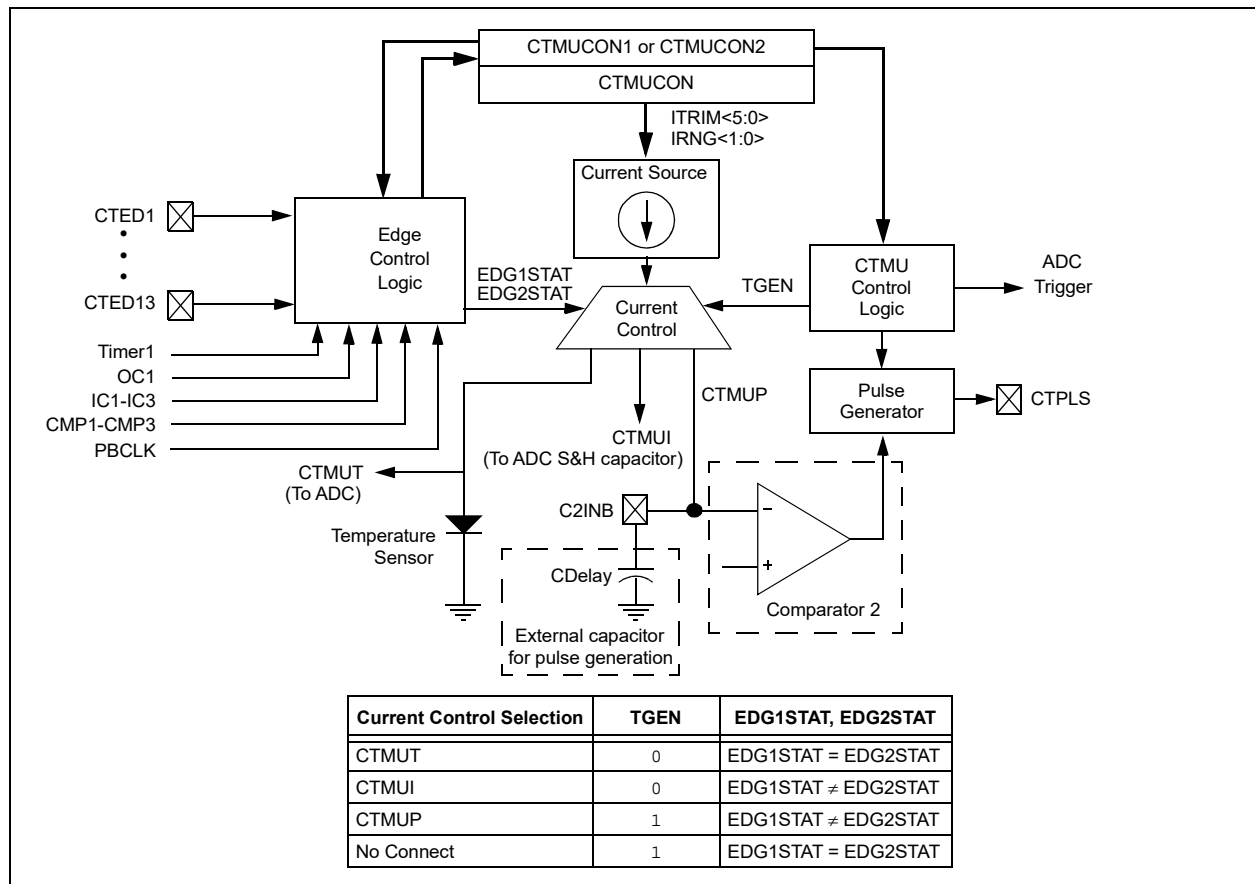 CTMUCON1 or CTMUCON2
CTMUCON
ITRIM<5:0>
IRNG<1:0>
Current Source
CTED1
CTED13
Edge
Control
Logic
EDG1STAT
EDG2STAT
Current
Control
TGEN
CTMU
Control
Logic
ADC
Trigger
Timer1
OC1
IC1-IC3
CMP1-CMP3
PBCLK
CTMUT
(To ADC)
CTMUI
(To ADC S&H capacitor)
CTMUP
Pulse
Generator
CTPLS
C2INB
Temperature
Sensor
CDelay
External capacitor
for pulse generation
−
+
Comparator 2
Current Control Selection TGEN EDG1STAT, EDG2STAT
CTMUT 0 EDG1STAT = EDG2STAT
CTMUI 0 EDG1STAT ≠ EDG2STAT
CTMUP 1 EDG1STAT ≠ EDG2STAT
No Connect 1 EDG1STAT = EDG2STAT